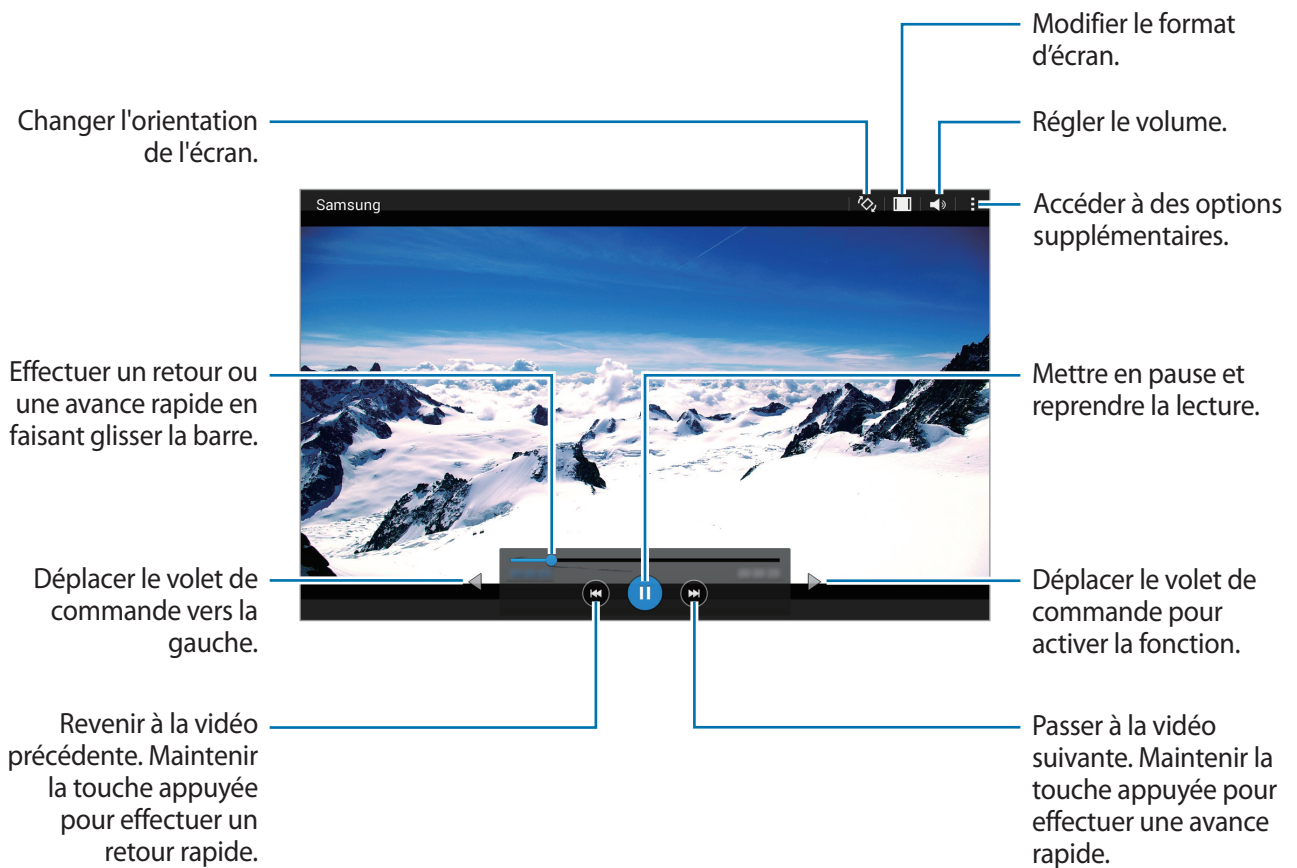 Modifier le format
d’écran.
Changer l'orientation
de l'écran.
Régler le volume.
Samsung
Accéder à des options
supplémentaires.
Effectuer un retour ou
une avance rapide en
faisant glisser la barre.
Mettre en pause et
reprendre la lecture.
Déplacer le volet de
commande vers la
gauche.
Déplacer le volet de
commande pour
activer la fonction.
Revenir à la vidéo
précédente. Maintenir
la touche appuyée
pour effectuer un
retour rapide.
Passer à la vidéo
suivante. Maintenir la
touche appuyée pour
effectuer une avance
rapide.